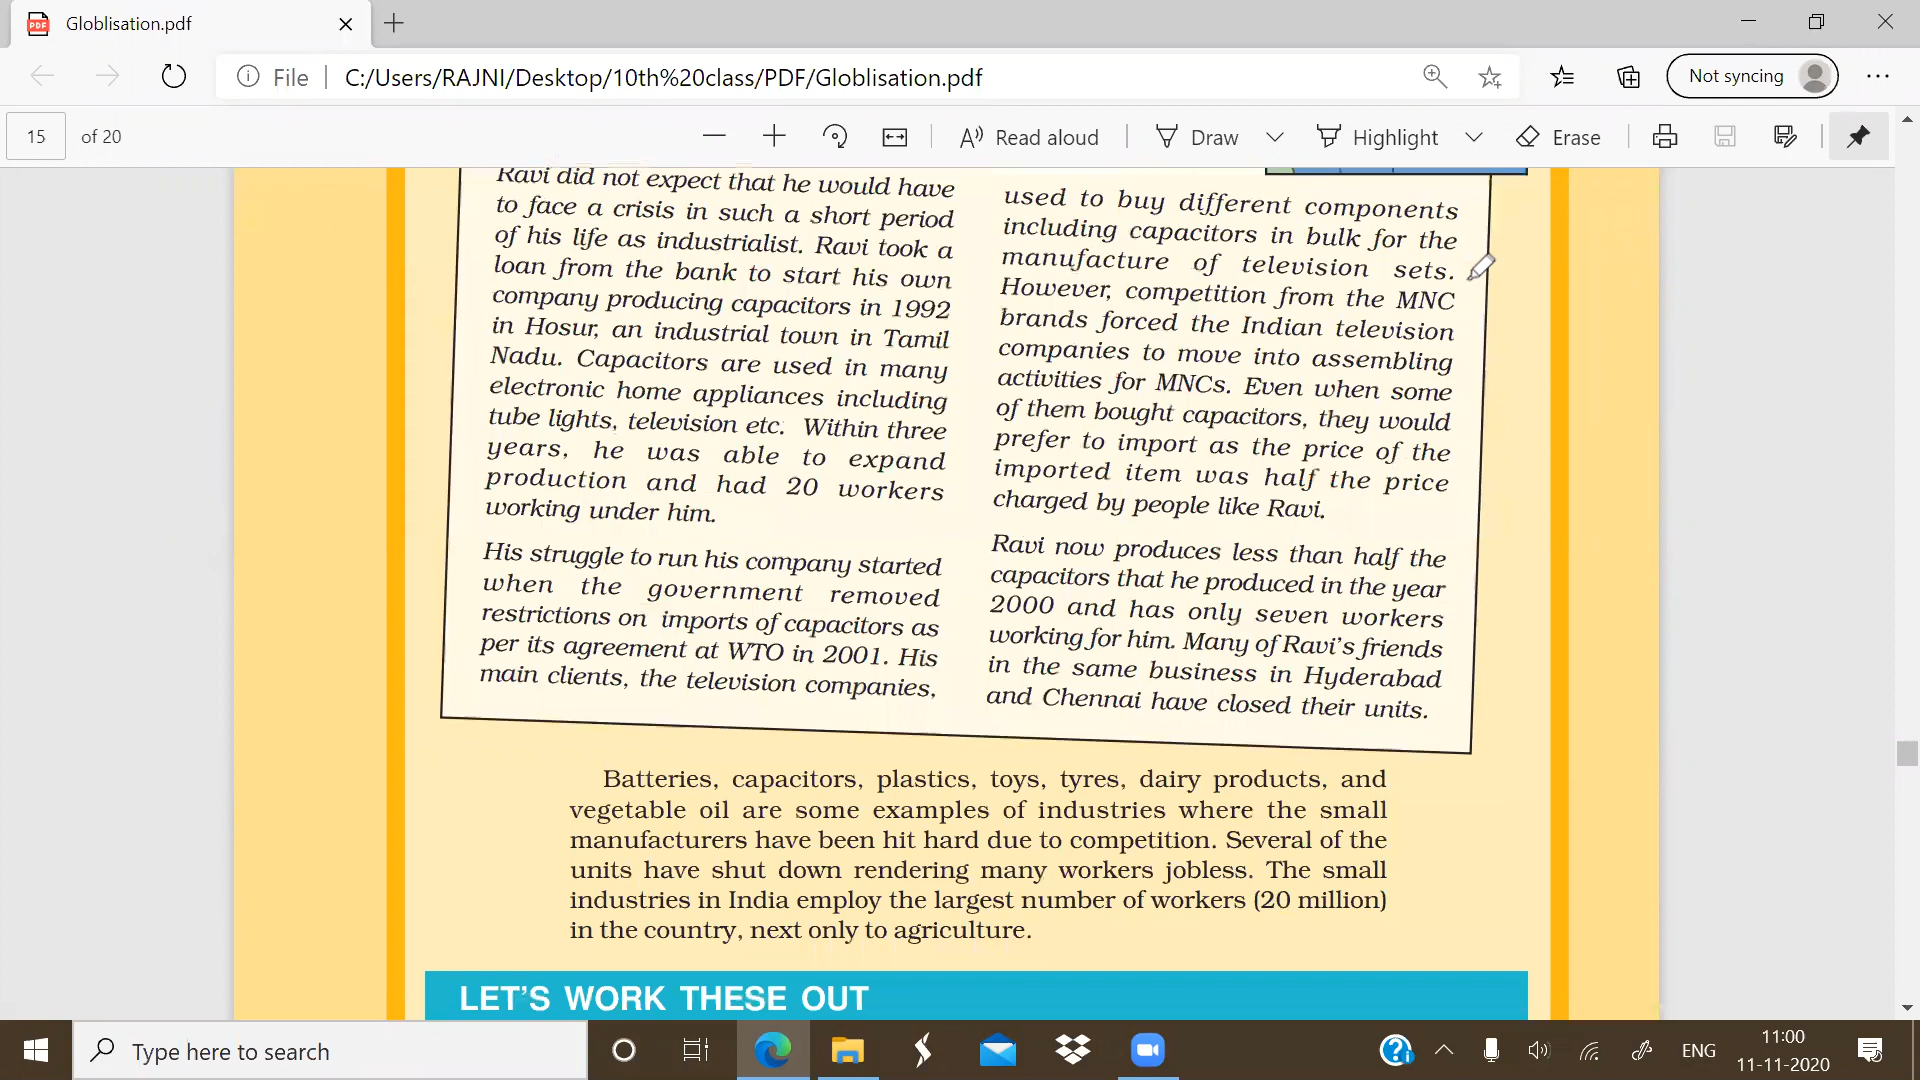 Globlisation.pdf
File
C:/Users/RAJNI/Desktop/10th%20class/PDF/Globlisation.pdf
Not syncing
15 of 20
Read aloud
Draw
Highlight
Erase
Ravi did not expect that he would have
to face a crisis in such a short period
of his life as industrialist. Ravi took a
loan from the bank to start his own
company producing capacitors in 1992
in Hosur, an industrial town in Tamil
Nadu. Capacitors are used in many
electronic home appliances including
tube lights, television etc. Within three
years, he was able to expand
production and had 20 workers
working under him.
His struggle to run his company started
when the government removed
restrictions on imports of capacitors as
per its agreement at WTO in 2001. His
main clients, the television companies,
used to buy different components
including capacitors in bulk for the
manufacture of television sets.
However, competition from the MNC
brands forced the Indian television
companies to move into assembling
activities for MNCs. Even when some
of them bought capacitors, they would
prefer to import as the price of the
imported item was half the price
charged by people like Ravi.
Ravi now produces less than half the
capacitors that he produced in the year
2000 and has only seven workers
working for him. Many of Ravi's friends
in the same business in Hyderabad
and Chennai have closed their units.
Batteries, capacitors, plastics, toys, tyres, dairy products, and
vegetable oil are some examples of industries where the small
manufacturers have been hit hard due to competition. Several of the
units have shut down rendering many workers jobless. The small
industries in India employ the largest number of workers (20 million)
in the country, next only to agriculture.
LET'S WORK THESE OUT
Type here to search
ENG
11:00
11-11-2020